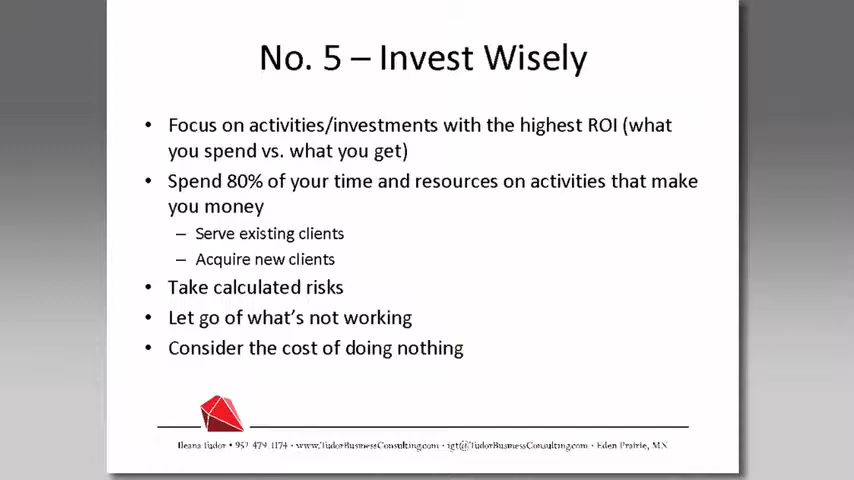 No. 5 – Invest Wisely
• Focus on activities/investments with the highest ROI (what
you spend vs. what you get)
• Spend 80% of your time and resources on activities that make
you money
– Serve existing clients
– Acquire new clients
• Take calculated risks
• Let go of what’s not working
• Consider the cost of doing nothing
Ileana Tudor • 952 479 1174 · www.TudorBusinessConsulting.com · igt@TudorBusinessConsulting.com · Eden Prairie, MN